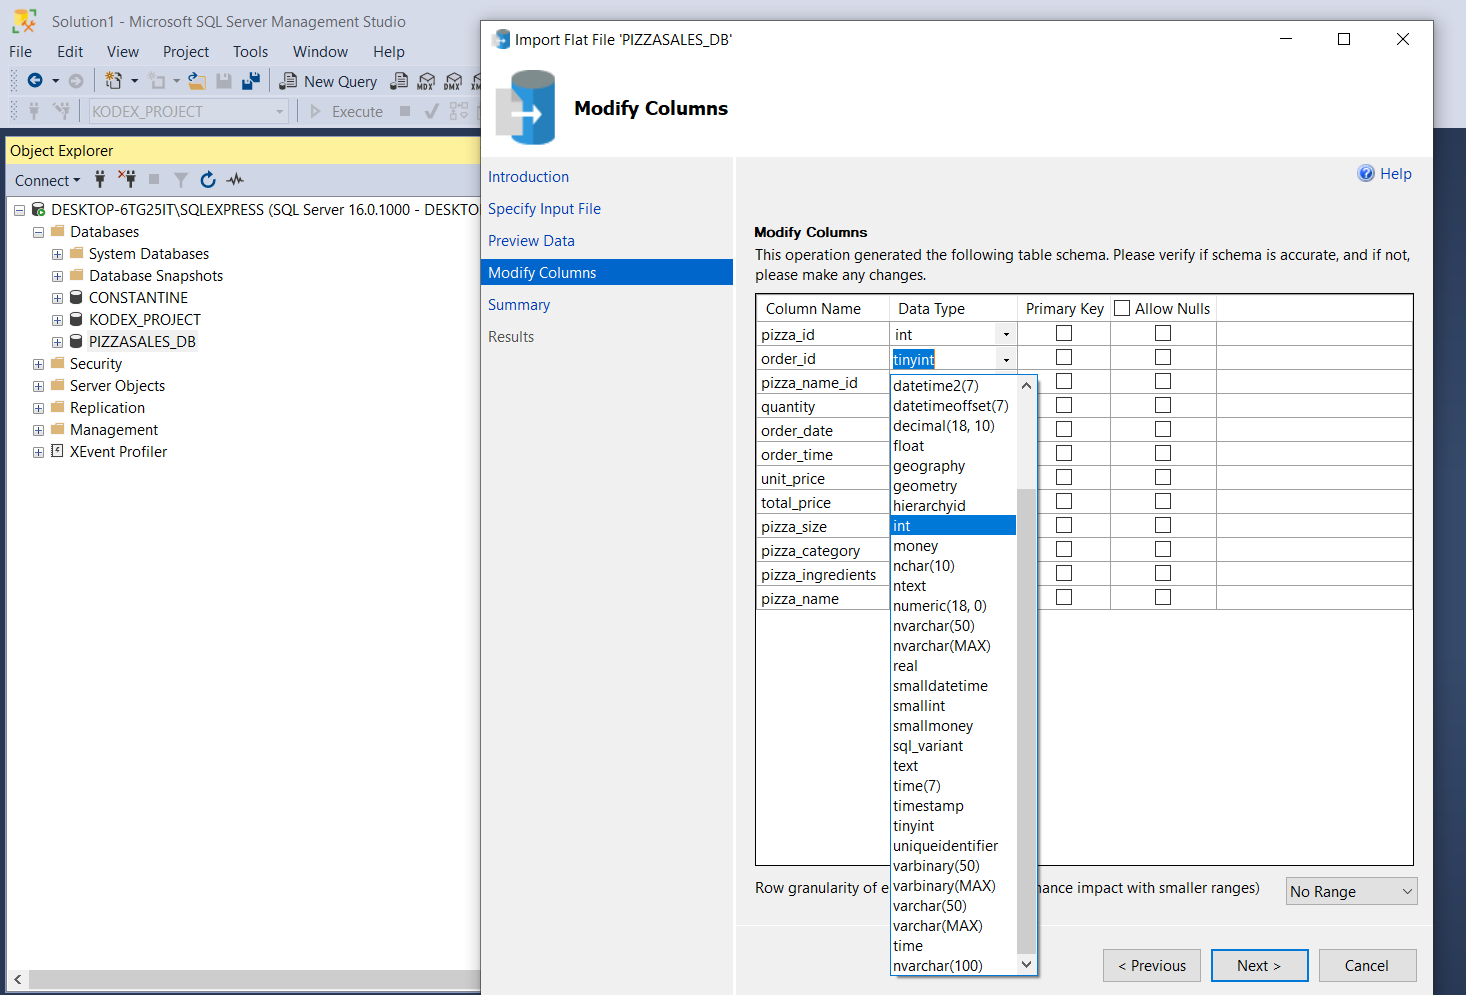 Solution1 - Microsoft SQL Server Management Studio
File Edit View Project Tools Window Help
New Query MDX DMX
KODEX_PROJECT Execute
Object Explorer
Connect
DESKTOP-6TG25IT\SQLEXPRESS (SQL Server 16.0.1000 - DESKTO
Databases
System Databases
Database Snapshots
CONSTANTINE
KODEX_PROJECT
PIZZASALES_DB
Security
Server Objects
Replication
Management
XEvent Profiler
Import Flat File 'PIZZASALES_DB'
Modify Columns
Introduction
Specify Input File
Preview Data
Modify Columns
Summary
Results
Help
Modify Columns
This operation generated the following table schema. Please verify if schema is accurate, and if not,
please make any changes.
Column Name Data Type Primary Key Allow Nulls
pizza_id int
order_id tinyint
pizza_name_id
quantity
order_date
order_time
unit_price
total_price
pizza_size
pizza_category
pizza_ingredients
pizza_name
datetime2(7)
datetimeoffset(7)
decimal(18, 10)
float
geography
geometry
hierarchyid
int
money
nchar(10)
ntext
numeric(18, 0)
nvarchar(50)
nvarchar(MAX)
real
smalldatetime
smallint
smallmoney
sql_variant
text
time(7)
timestamp
tinyint
uniqueidentifier
varbinary(50)
varbinary(MAX)
varchar(50)
varchar(MAX)
time
nvarchar(100)
Row granularity of e mance impact with smaller ranges) No Range
< Previous Next > Cancel